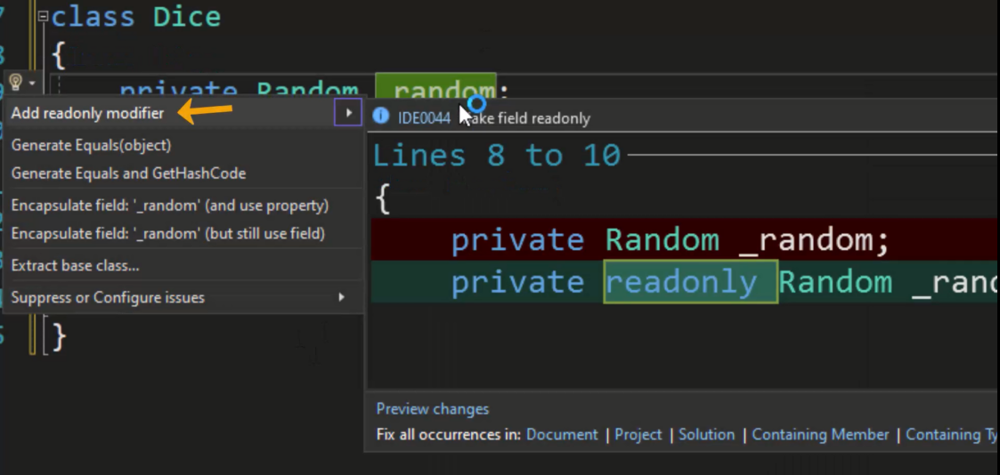 class Dice
{
private Random _random;
Add readonly modifier
Generate Equals(object)
Generate Equals and GetHashCode
Encapsulate field: '_random' (and use property)
Encapsulate field: '_random' (but still use field)
Extract base class...
Suppress or Configure issues
}
IDE0044 ake field readonly
Lines 8 to 10
{
private Random _random;
private readonly Random _rand
Preview changes
Fix all occurrences in: Document | Project | Solution | Containing Member | Containing Ty